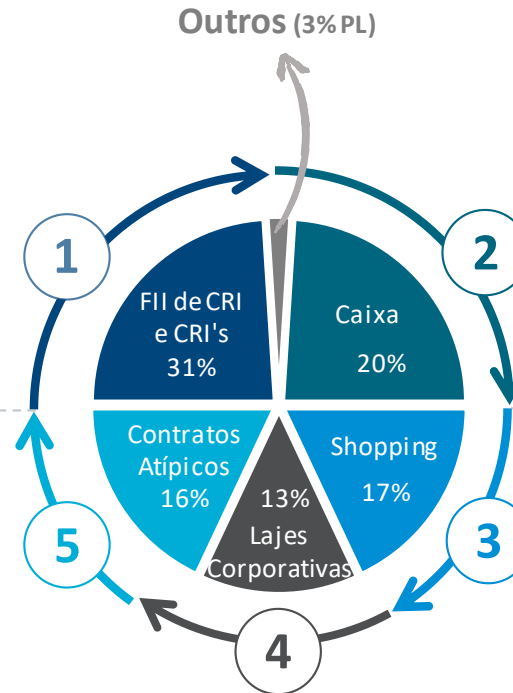 Outros (3% PL)
1
2
FII de CRI
e CRI's
31%
Caixa
20%
Contratos
Atípicos
16%
Shopping
17%
13%
Lajes
Corporativas
5
3
4